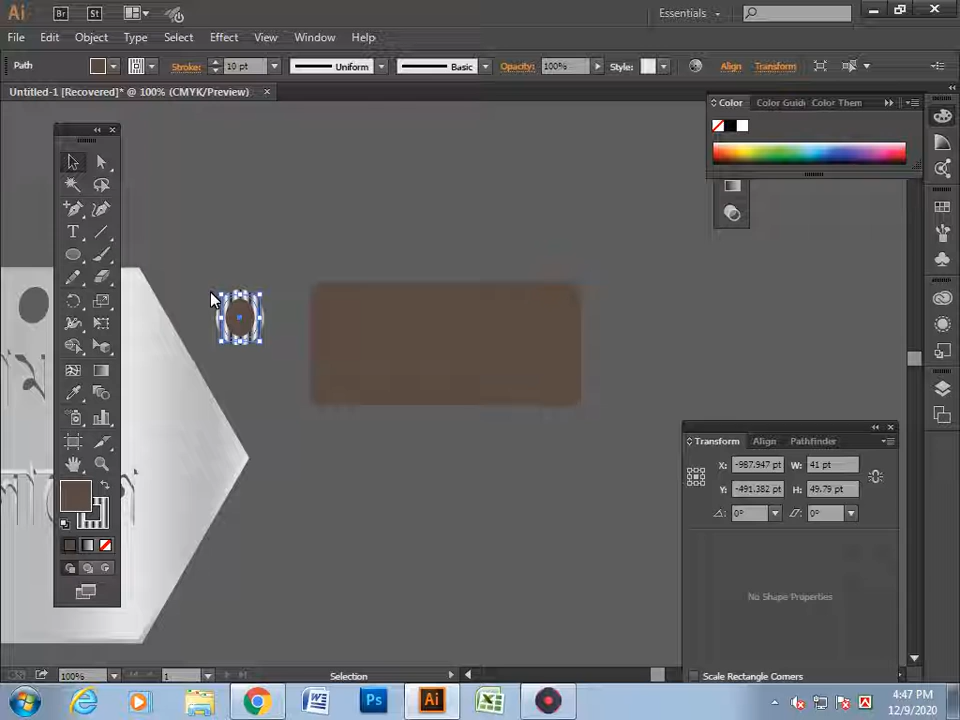 Ai Br St Essentials
File Edit Object Type Select Effect View Window Help
Path Stroke: 10 pt Uniform Basic Opacity: 100% Style: Align Transform
Untitled-1 [Recovered]* @ 100% (CMYK/Preview) ×
Color Color Guid Color Them
Transform Align Pathfinder
X: -987.947 pt W: 41 pt
Y: -491.382 pt H: 49.79 pt
0° 0°
No Shape Properties
Scale Rectangle Corners
100% 1 Selection
Ps Ai 4:47 PM
12/9/2020